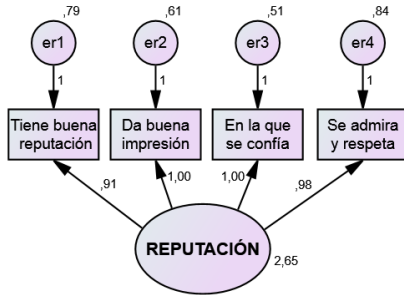 ,79
,61
,51
,84
er1
er2
er3
er4
1
1
1
1
Tiene buena
reputación
Da buena
impresión
En la que
se confía
Se admira
y respeta
,91
1,00
1,00
,98
REPUTACIÓN
2,65